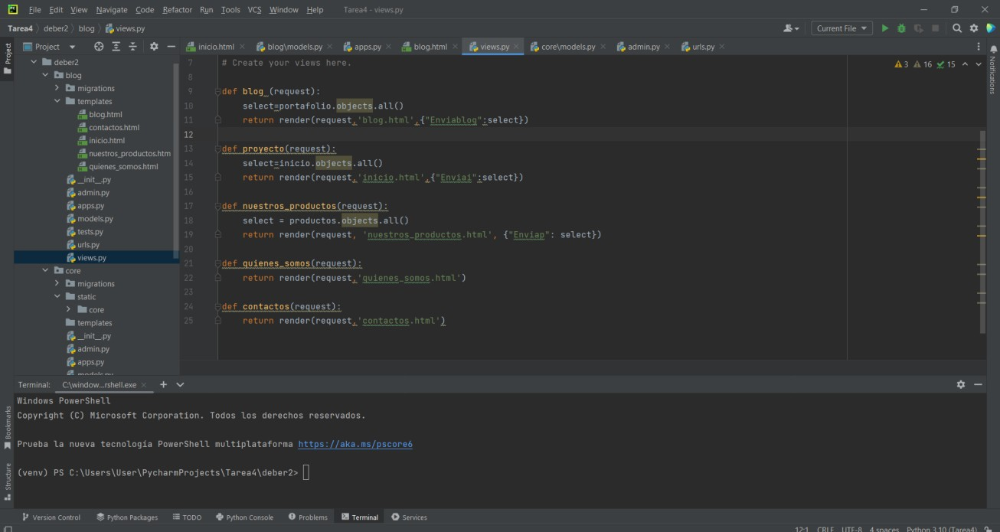 File Edit View Navigate Code Refactor Run Tools VCS Window Help Tarea4 - views.py
Tarea4 deber2 blog views.py Current File
Project inicio.html blog\models.py apps.py blog.html views.py core\models.py admin.py urls.py
Project
deber2
blog
migrations
templates
blog.html
contactos.html
inicio.html
nuestros_productos.htm
quienes_somos.html
__init__.py
admin.py
apps.py
models.py
tests.py
urls.py
views.py
core
migrations
static
core
templates
__init__.py
admin.py
apps.py
models.py
3 16 15
7 # Create your views here.
8
9 def blog_(request):
10 select=portafolio.objects.all()
11 return render(request,'blog.html',{"Enviablog":select})
12
13 def proyecto(request):
14 select=inicio.objects.all()
15 return render(request,'inicio.html',{"Enviai":select})
16
17 def nuestros_productos(request):
18 select = productos.objects.all()
19 return render(request, 'nuestros_productos.html', {"Enviap": select})
20
21 def quienes_somos(request):
22 return render(request,'quienes_somos.html')
23
24 def contactos(request):
25 return render(request,'contactos.html')
Notifications
Terminal: C:\window...rshell.exe
Windows PowerShell
Copyright (C) Microsoft Corporation. Todos los derechos reservados.
Prueba la nueva tecnología PowerShell multiplataforma https://aka.ms/pscore6
(venv) PS C:\Users\User\PycharmProjects\Tarea4\deber2>
Bookmarks
Structure
Version Control Python Packages TODO Python Console Problems Terminal Services
12:1 CRLF UTF-8 4 spaces Python 3.10 (Tarea4)